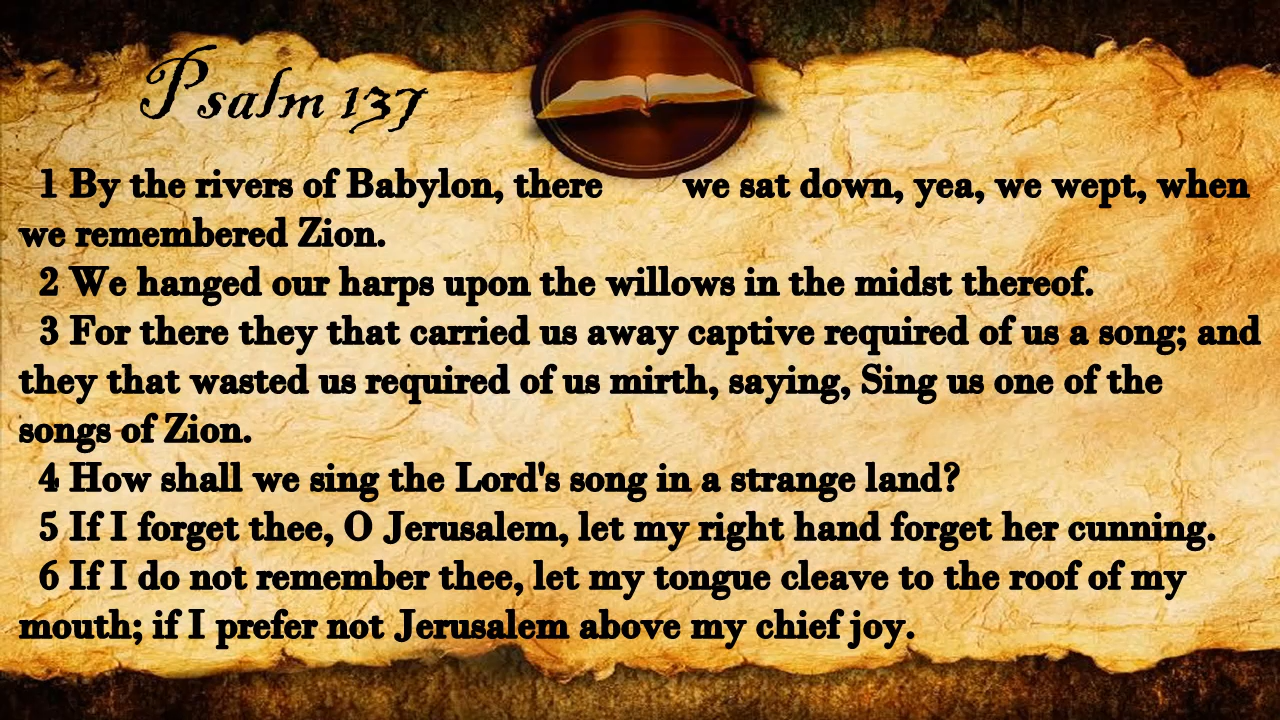 Psalm 137
1 By the rivers of Babylon, there we sat down, yea, we wept, when
we remembered Zion.
2 We hanged our harps upon the willows in the midst thereof.
3 For there they that carried us away captive required of us a song; and
they that wasted us required of us mirth, saying, Sing us one of the
songs of Zion.
4 How shall we sing the Lord's song in a strange land?
5 If I forget thee, O Jerusalem, let my right hand forget her cunning.
6 If I do not remember thee, let my tongue cleave to the roof of my
mouth; if I prefer not Jerusalem above my chief joy.